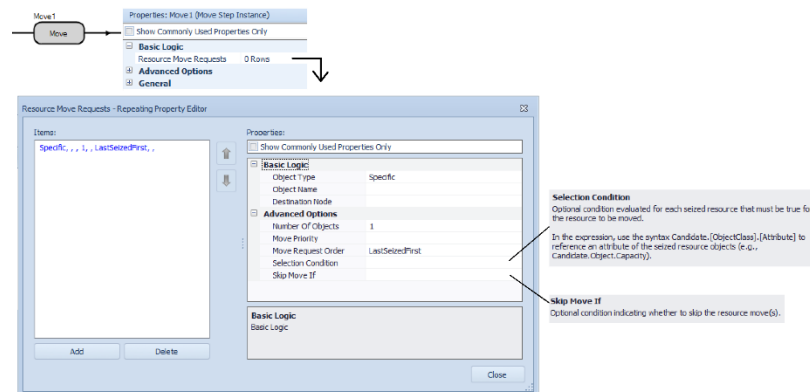 Move1
Move
Properties: Move1 (Move Step Instance)
Show Commonly Used Properties Only
Basic Logic
Resource Move Requests 0 Rows
Advanced Options
General
Resource Move Requests - Repeating Property Editor
Items:
Specific, , , 1, , LastSeizedFirst, ,
Add
Delete
Properties:
Show Commonly Used Properties Only
Basic Logic
Object Type Specific
Object Name
Destination Node
Advanced Options
Number Of Objects 1
Move Priority
Move Request Order LastSeizedFirst
Selection Condition
Skip Move If
Basic Logic
Basic Logic
Close
Selection Condition
Optional condition evaluated for each seized resource that must be true for
the resource to be moved.
In the expression, use the syntax Candidate.[ObjectClass].[Attribute] to
reference an attribute of the seized resource objects (e.g.,
Candidate.Object.Capacity).
Skip Move If
Optional condition indicating whether to skip the resource move(s).